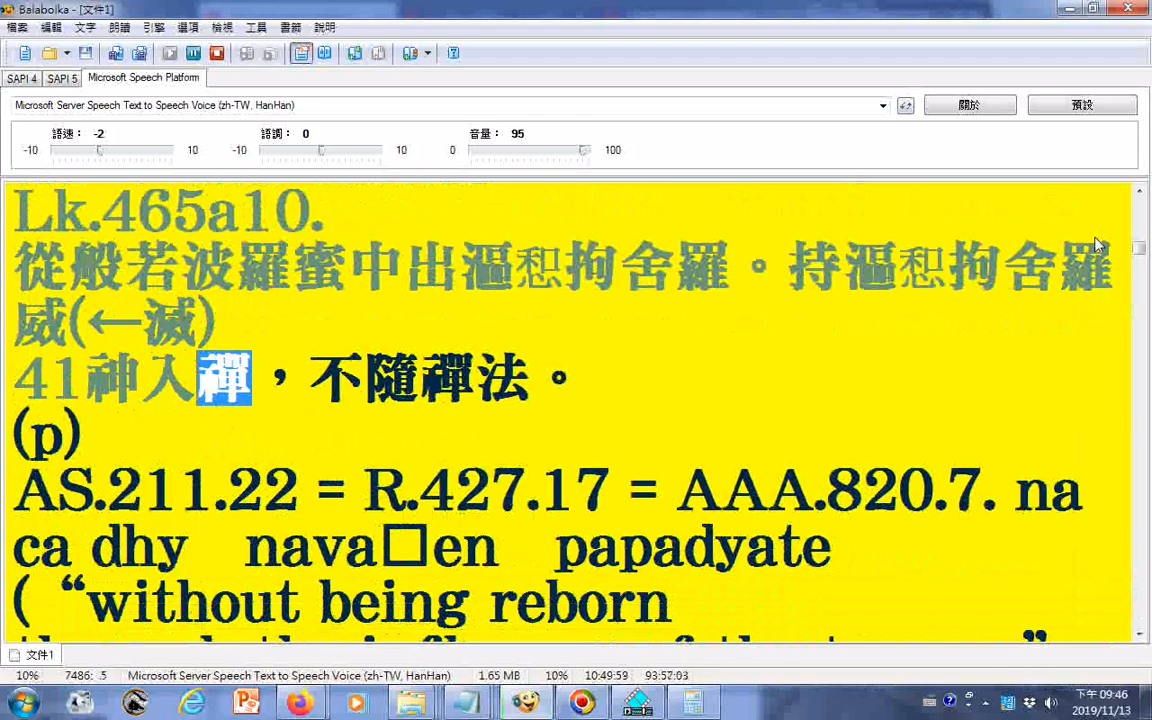 Balabolka - [文件1]
檔案 編輯 文字 朗讀 引擎 選項 檢視 工具 書籤 說明
SAPI 4 SAPI 5 Microsoft Speech Platform
Microsoft Server Speech Text to Speech Voice (zh-TW, HanHan) 關於 預設
語速： -2 語調： 0 音量： 95
-10 10 -10 10 0 100
Lk.465a10.
從般若波羅蜜中出漚惒拘舍羅。持漚惒拘舍羅
威(←滅)
41神入禪，不隨禪法。
(p)
AS.211.22 = R.427.17 = AAA.820.7. na
ca dhy nava□en papadyate
(“without being reborn
文件1
10% 7486: 5 Microsoft Server Speech Text to Speech Voice (zh-TW, HanHan) 1.65 MB 10% 10:49:59 93:57:03
下午 09:46
2019/11/13